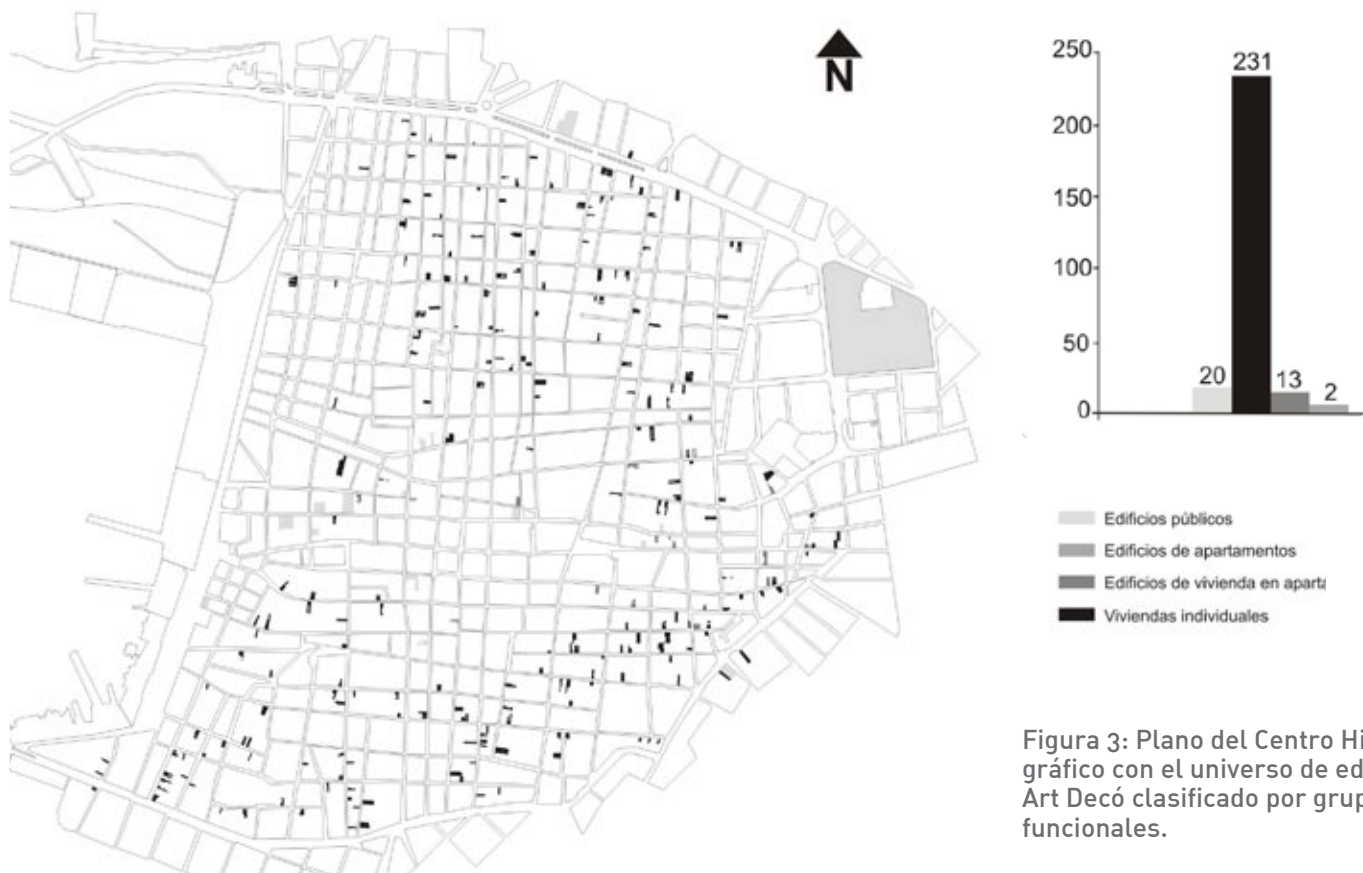 N
250
200
150
100
50
0
231
20
13
2
Edificios públicos
Edificios de apartamentos
Edificios de vivienda en aparta
Viviendas individuales
Figura 3: Plano del Centro Hi
gráfico con el universo de ed
Art Decó clasificado por grup
funcionales.